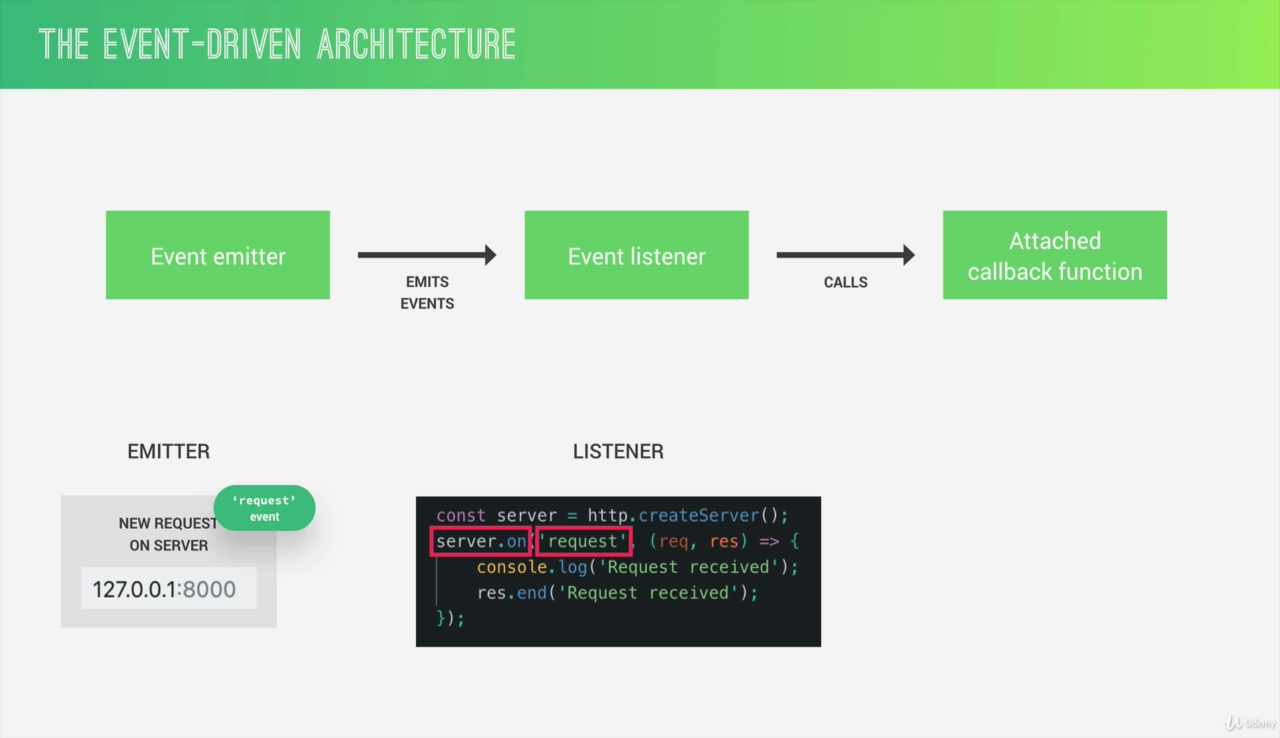 THE EVENT-DRIVEN ARCHITECTURE
Event emitter
EMITS
EVENTS
Event listener
CALLS
Attached
callback function
EMITTER
‘request’
event
NEW REQUEST
ON SERVER
127.0.0.1:8000
LISTENER
const server = http.createServer();
server.on('request', (req, res) => {
    console.log('Request received');
    res.end('Request received');
});
Udemy